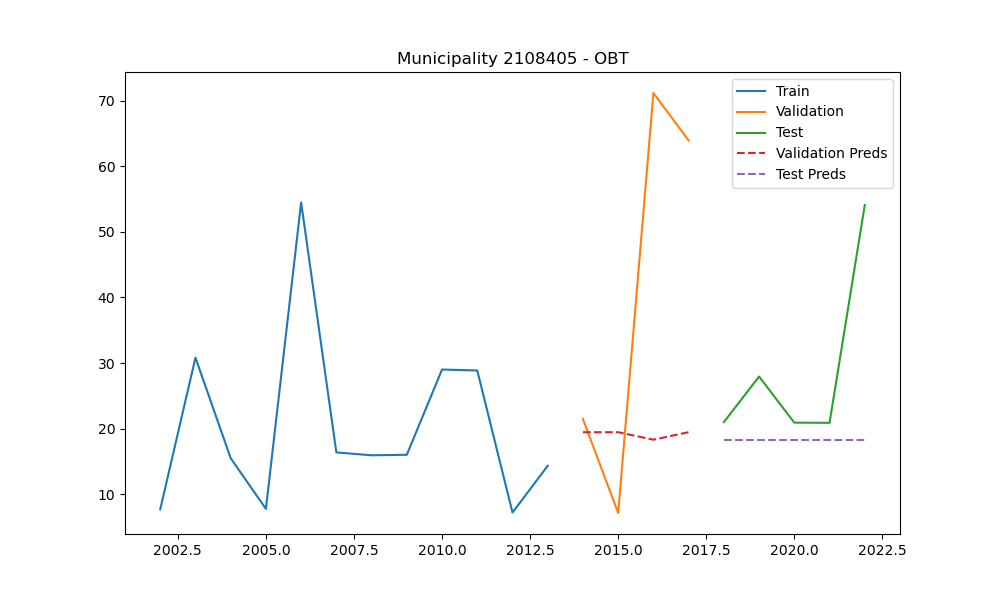 Municipality 2108405 - OBT
Train
Validation
Test
Validation Preds
Test Preds
70
60
50
40
30
20
10
2002.5 2005.0 2007.5 2010.0 2012.5 2015.0 2017.5 2020.0 2022.5